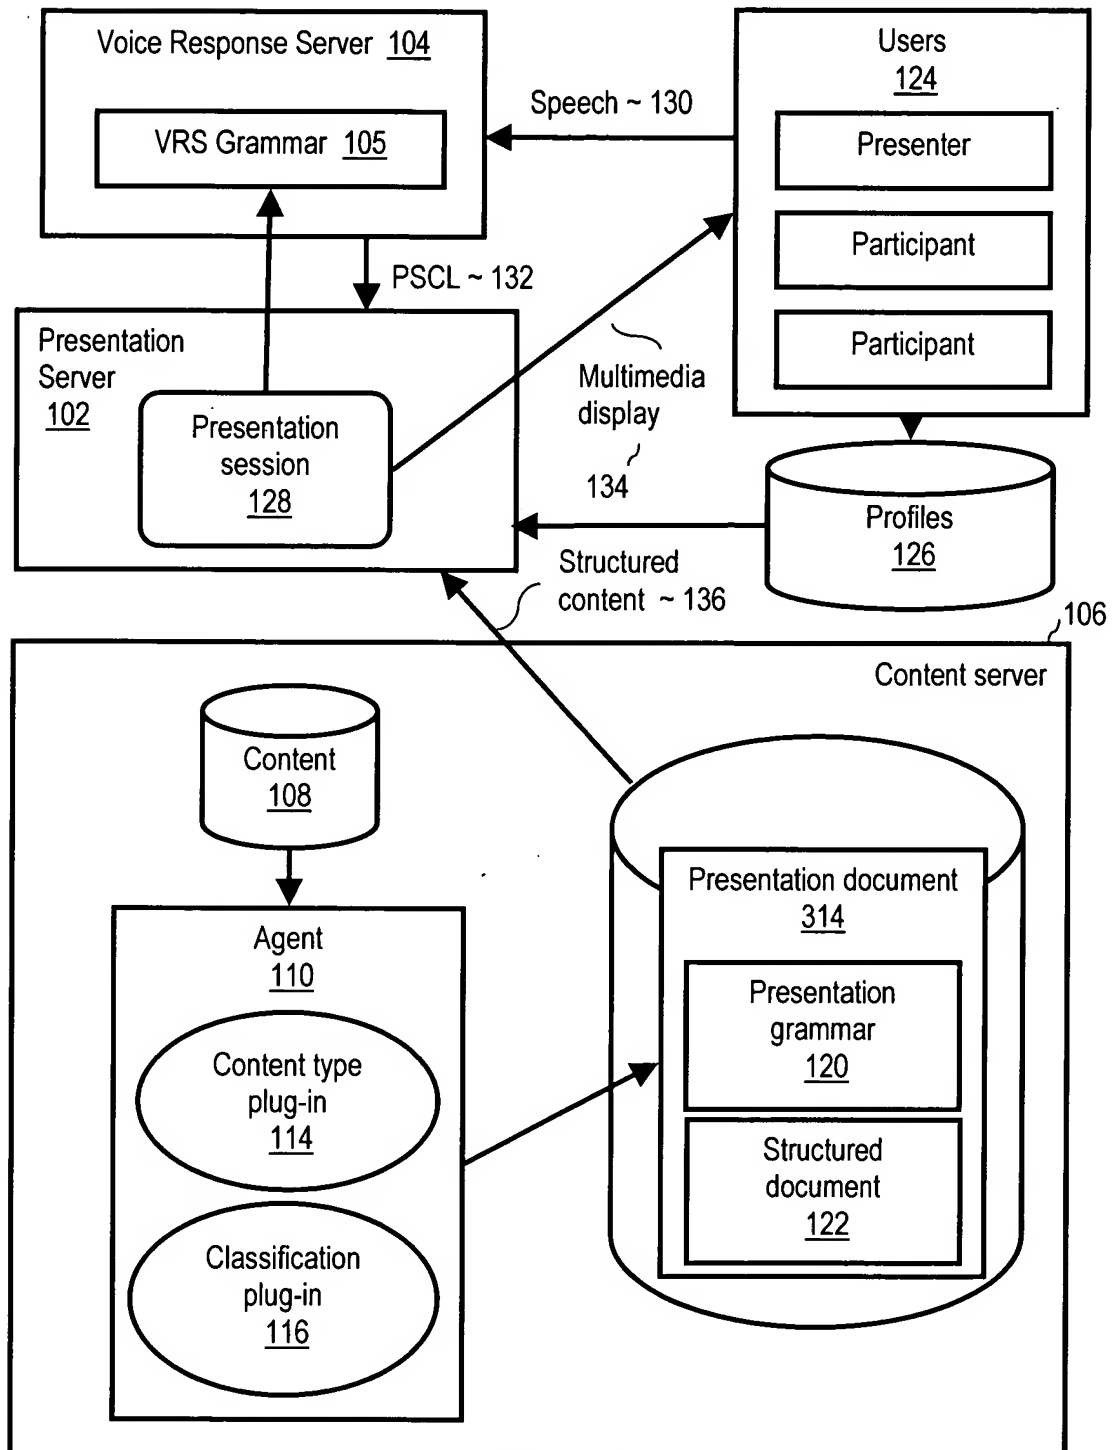 Voice Response Server 104
VRS Grammar 105
Speech ~ 130
Users
124
Presenter
Participant
Participant
PSCL ~ 132
Presentation
Server
102
Presentation
session
128
Multimedia
display
134
Profiles
126
Structured
content ~ 136
106
Content server
Content
108
Agent
110
Content type
plug-in
114
Classification
plug-in
116
Presentation document
314
Presentation
grammar
120
Structured
document
122